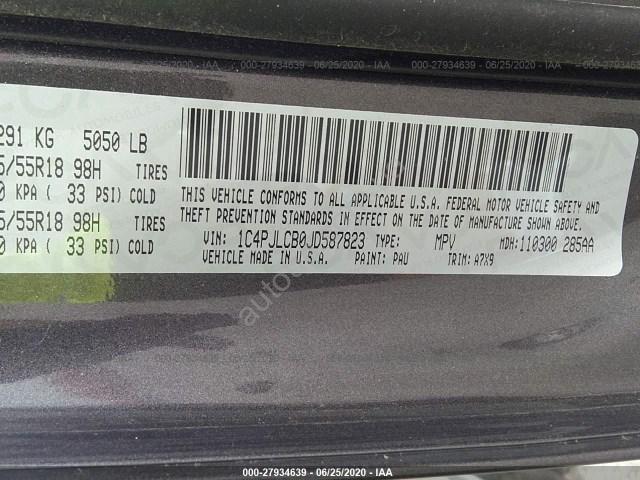 000-27934639 - 06/25/2020 - IAA
291 KG 5050 LB
5/55R18 98H TIRES
0 KPA ( 33 PSI) COLD
5/55R18 98H TIRES
0 KPA ( 33 PSI) COLD
THIS VEHICLE CONFORMS TO ALL APPLICABLE U.S.A. FEDERAL MOTOR VEHICLE SAFETY AND
THEFT PREVENTION STANDARDS IN EFFECT ON THE DATE OF MANUFACTURE SHOWN ABOVE.
VIN: 1C4PJLCB0JD587823 TYPE: MPV MDH: 110300 285AA
VEHICLE MADE IN U.S.A. PAINT: PAU TRIM: A7X9
000-27934639 - 06/25/2020 - IAA